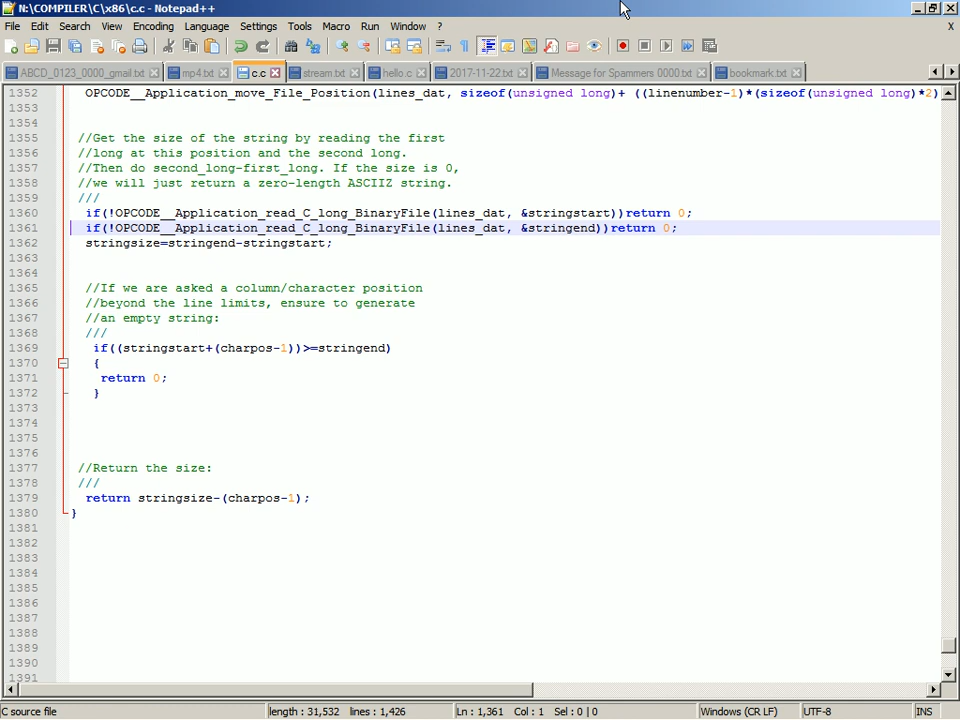 N:\COMPILER\C\x86\c.c - Notepad++
File Edit Search View Encoding Language Settings Tools Macro Run Window ? X
ABCD_0123_0000_gmail.txt mp4.txt c.c stream.txt hello.c 2017-11-22.txt Message for Spammers 0000.txt bookmark.txt
1352 OPCODE__Application_move_File_Position(lines_dat, sizeof(unsigned long)+ ((linenumber-1)*(sizeof(unsigned long)*2)
1353
1354
1355 //Get the size of the string by reading the first
1356 //long at this position and the second long.
1357 //Then do second_long-first_long. If the size is 0,
1358 //we will just return a zero-length ASCIIZ string.
1359 ///
1360 if(!OPCODE__Application_read_C_long_BinaryFile(lines_dat, &stringstart))return 0;
1361 if(!OPCODE__Application_read_C_long_BinaryFile(lines_dat, &stringend))return 0;
1362 stringsize=stringend-stringstart;
1363
1364
1365 //If we are asked a column/character position
1366 //beyond the line limits, ensure to generate
1367 //an empty string:
1368 ///
1369 if((stringstart+(charpos-1))>=stringend)
1370 {
1371 return 0;
1372 }
1373
1374
1375
1376
1377 //Return the size:
1378 ///
1379 return stringsize-(charpos-1);
1380 }
1381
1382
1383
1384
1385
1386
1387
1388
1389
1390
1391
C source file length : 31,532 lines : 1,426 Ln : 1,361 Col : 1 Sel : 0 | 0 Windows (CR LF) UTF-8 INS